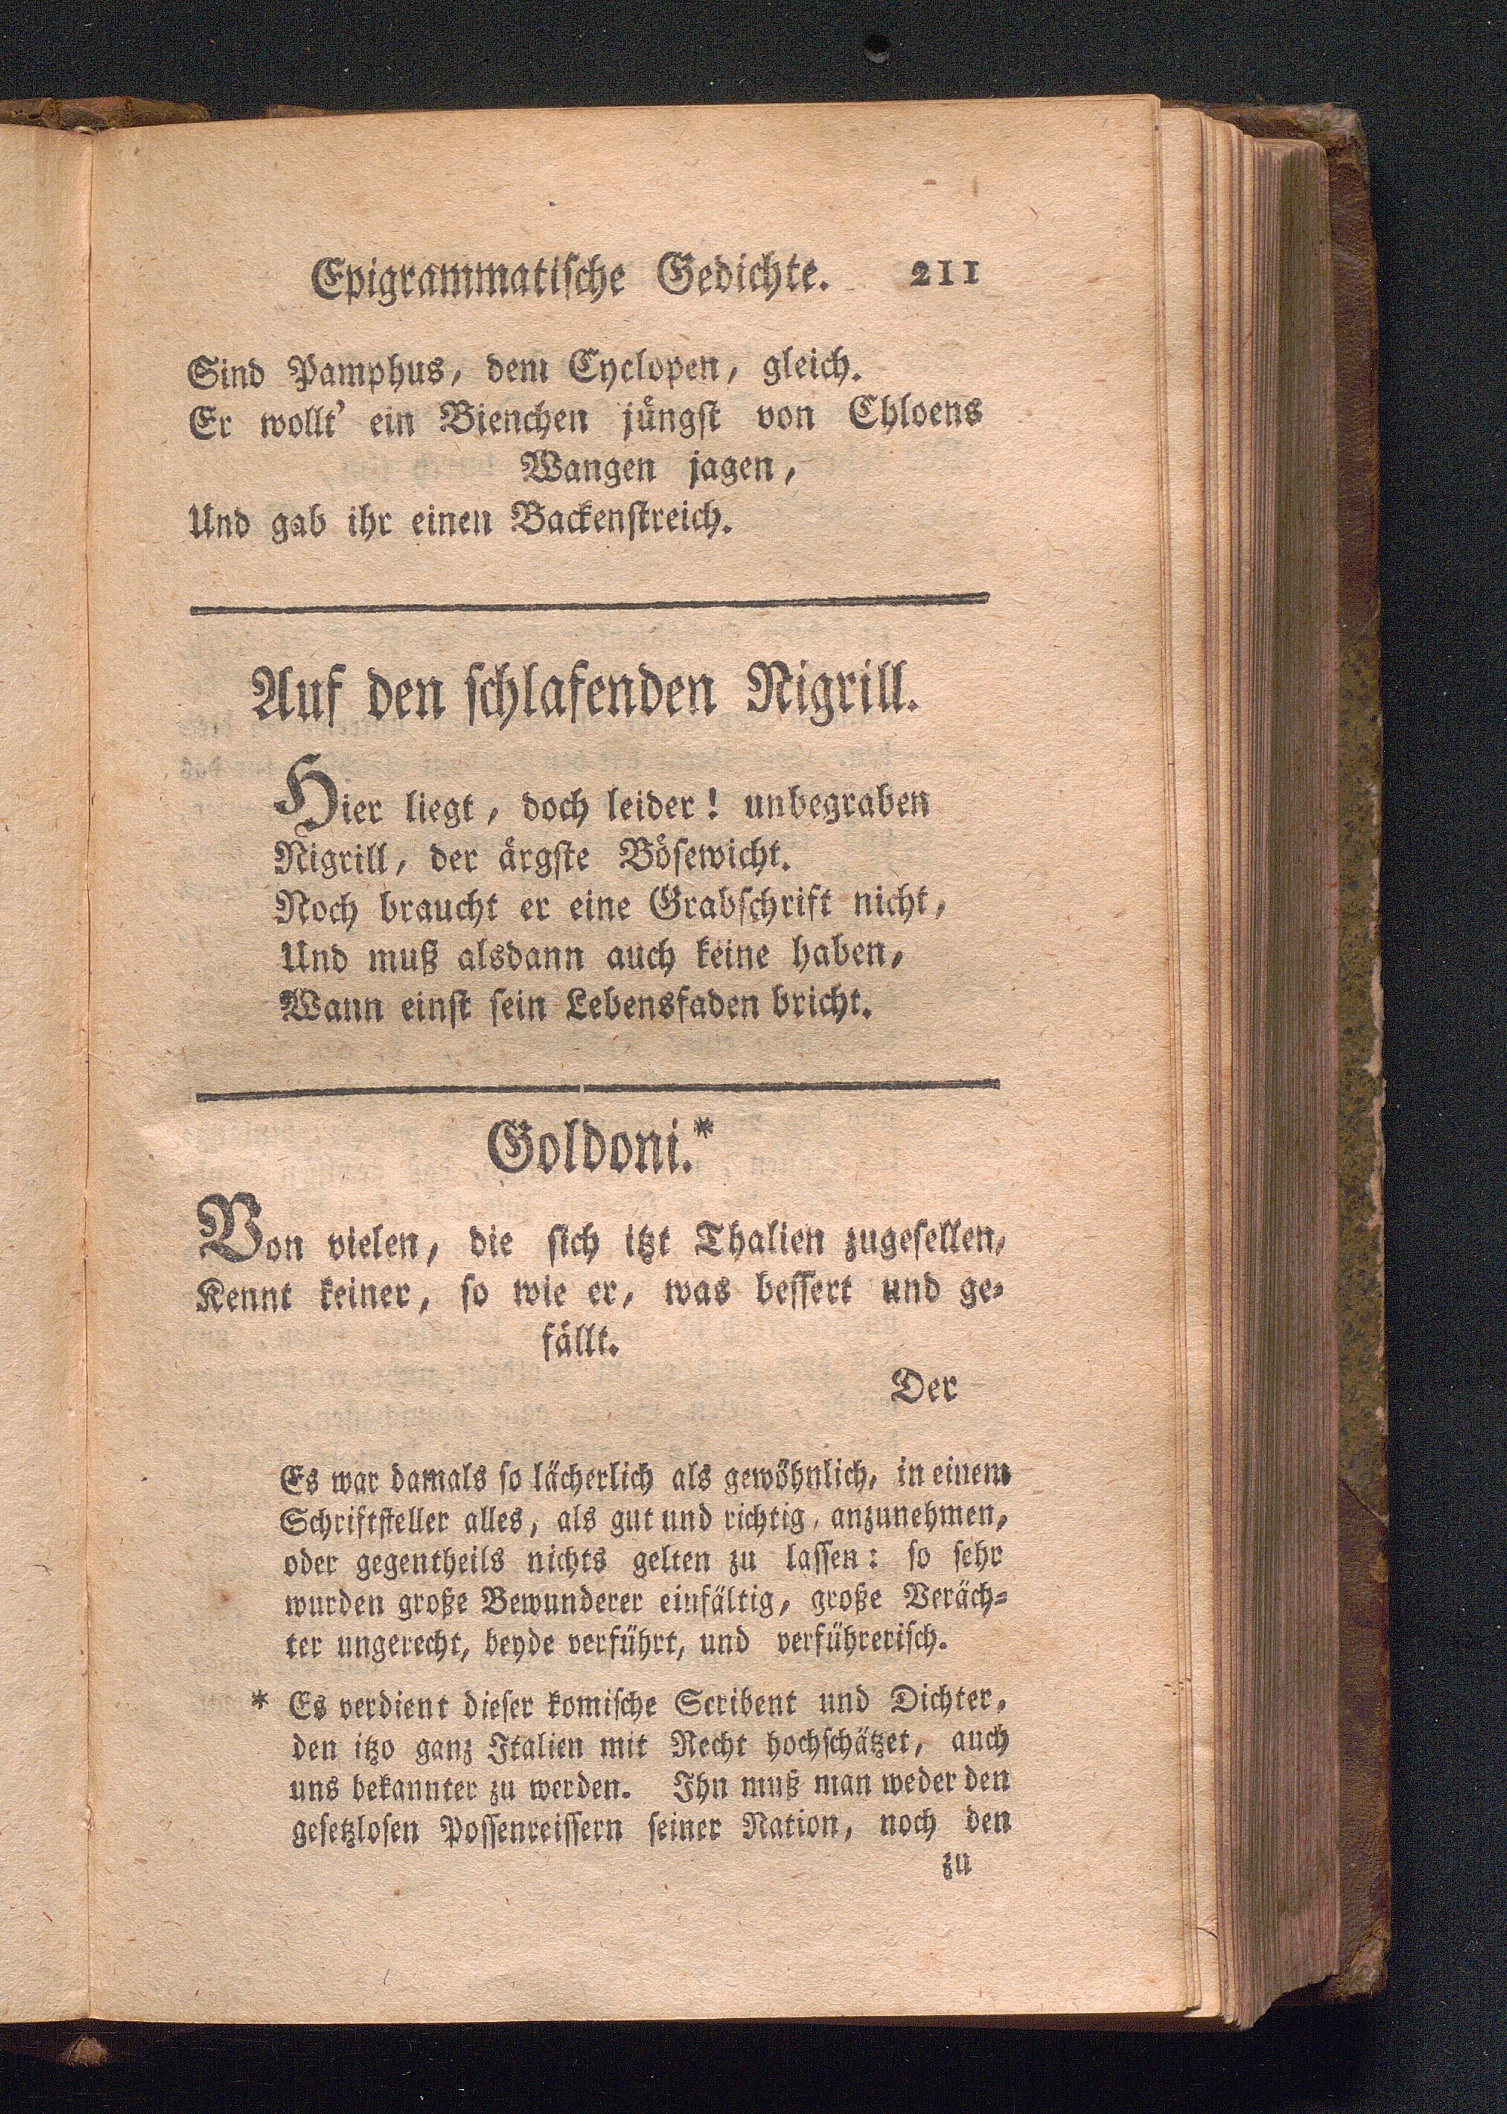 Epigrammatische Gedichte. 211
Sind Pamphus, dem Cyclopen, gleich.
Er wollt' ein Bienchen jüngst von Chloens
Wangen jagen,
Und gab ihr einen Backenstreich.
Auf den schlafenden Nigrill.
Hier liegt, doch leider! unbegraben
Nigrill, der ärgste Bösewicht.
Noch braucht er eine Grabschrift nicht,
Und muß alsdann auch keine haben,
Wann einst sein Lebensfaden bricht.
Goldoni.*
Von vielen, die sich itzt Thalien zugesellen,
Kennt keiner, so wie er, was bessert und ge-
fällt.
Der
Es war damals so lächerlich als gewöhnlich, in einem
Schriftsteller alles, als gut und richtig, anzunehmen,
oder gegentheils nichts gelten zu lassen: so sehr
wurden große Bewunderer einfältig, große Veräch-
ter ungerecht, beyde verführt, und verführerisch.
* Es verdient dieser komische Scribent und Dichter,
den itzo ganz Italien mit Recht hochschätzet, auch
uns bekannter zu werden. Ihn muß man weder den
gesetzlosen Possenreissern seiner Nation, noch den
zu